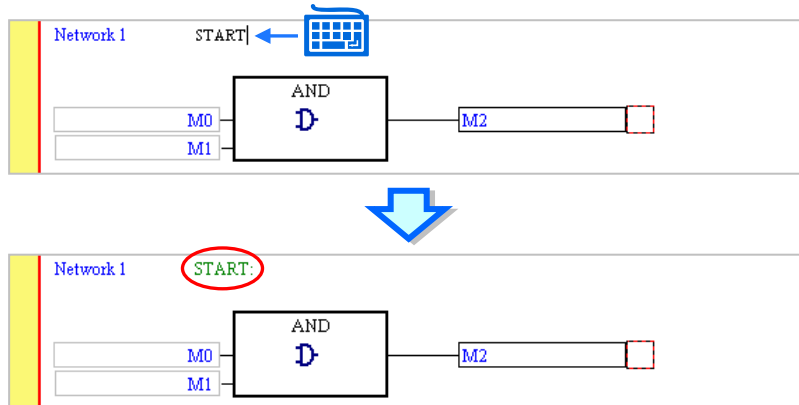 Network 1 START
AND
M0 M2
M1
Network 1 START:
AND
M0 M2
M1